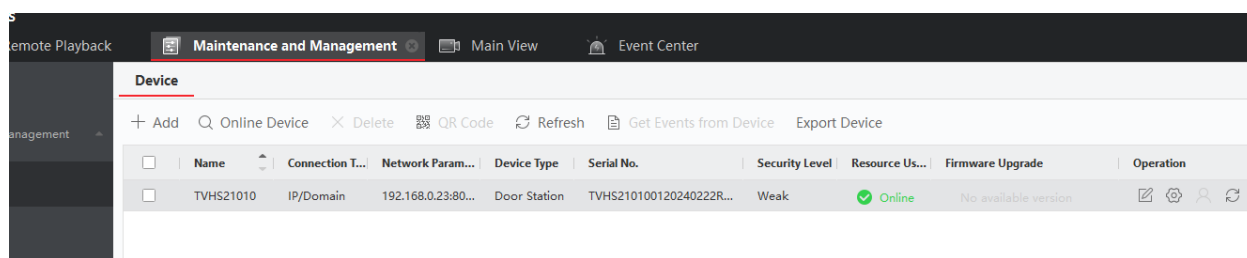 s
emote Playback
Maintenance and Management
Main View
Event Center
Device
Add
Online Device
Delete
QR Code
Refresh
Get Events from Device
Export Device
anagement
Name
Connection T...
Network Param...
Device Type
Serial No.
Security Level
Resource Us...
Firmware Upgrade
Operation
TVHS21010
IP/Domain
192.168.0.23:80...
Door Station
TVHS210100120240222R...
Weak
Online
No available version